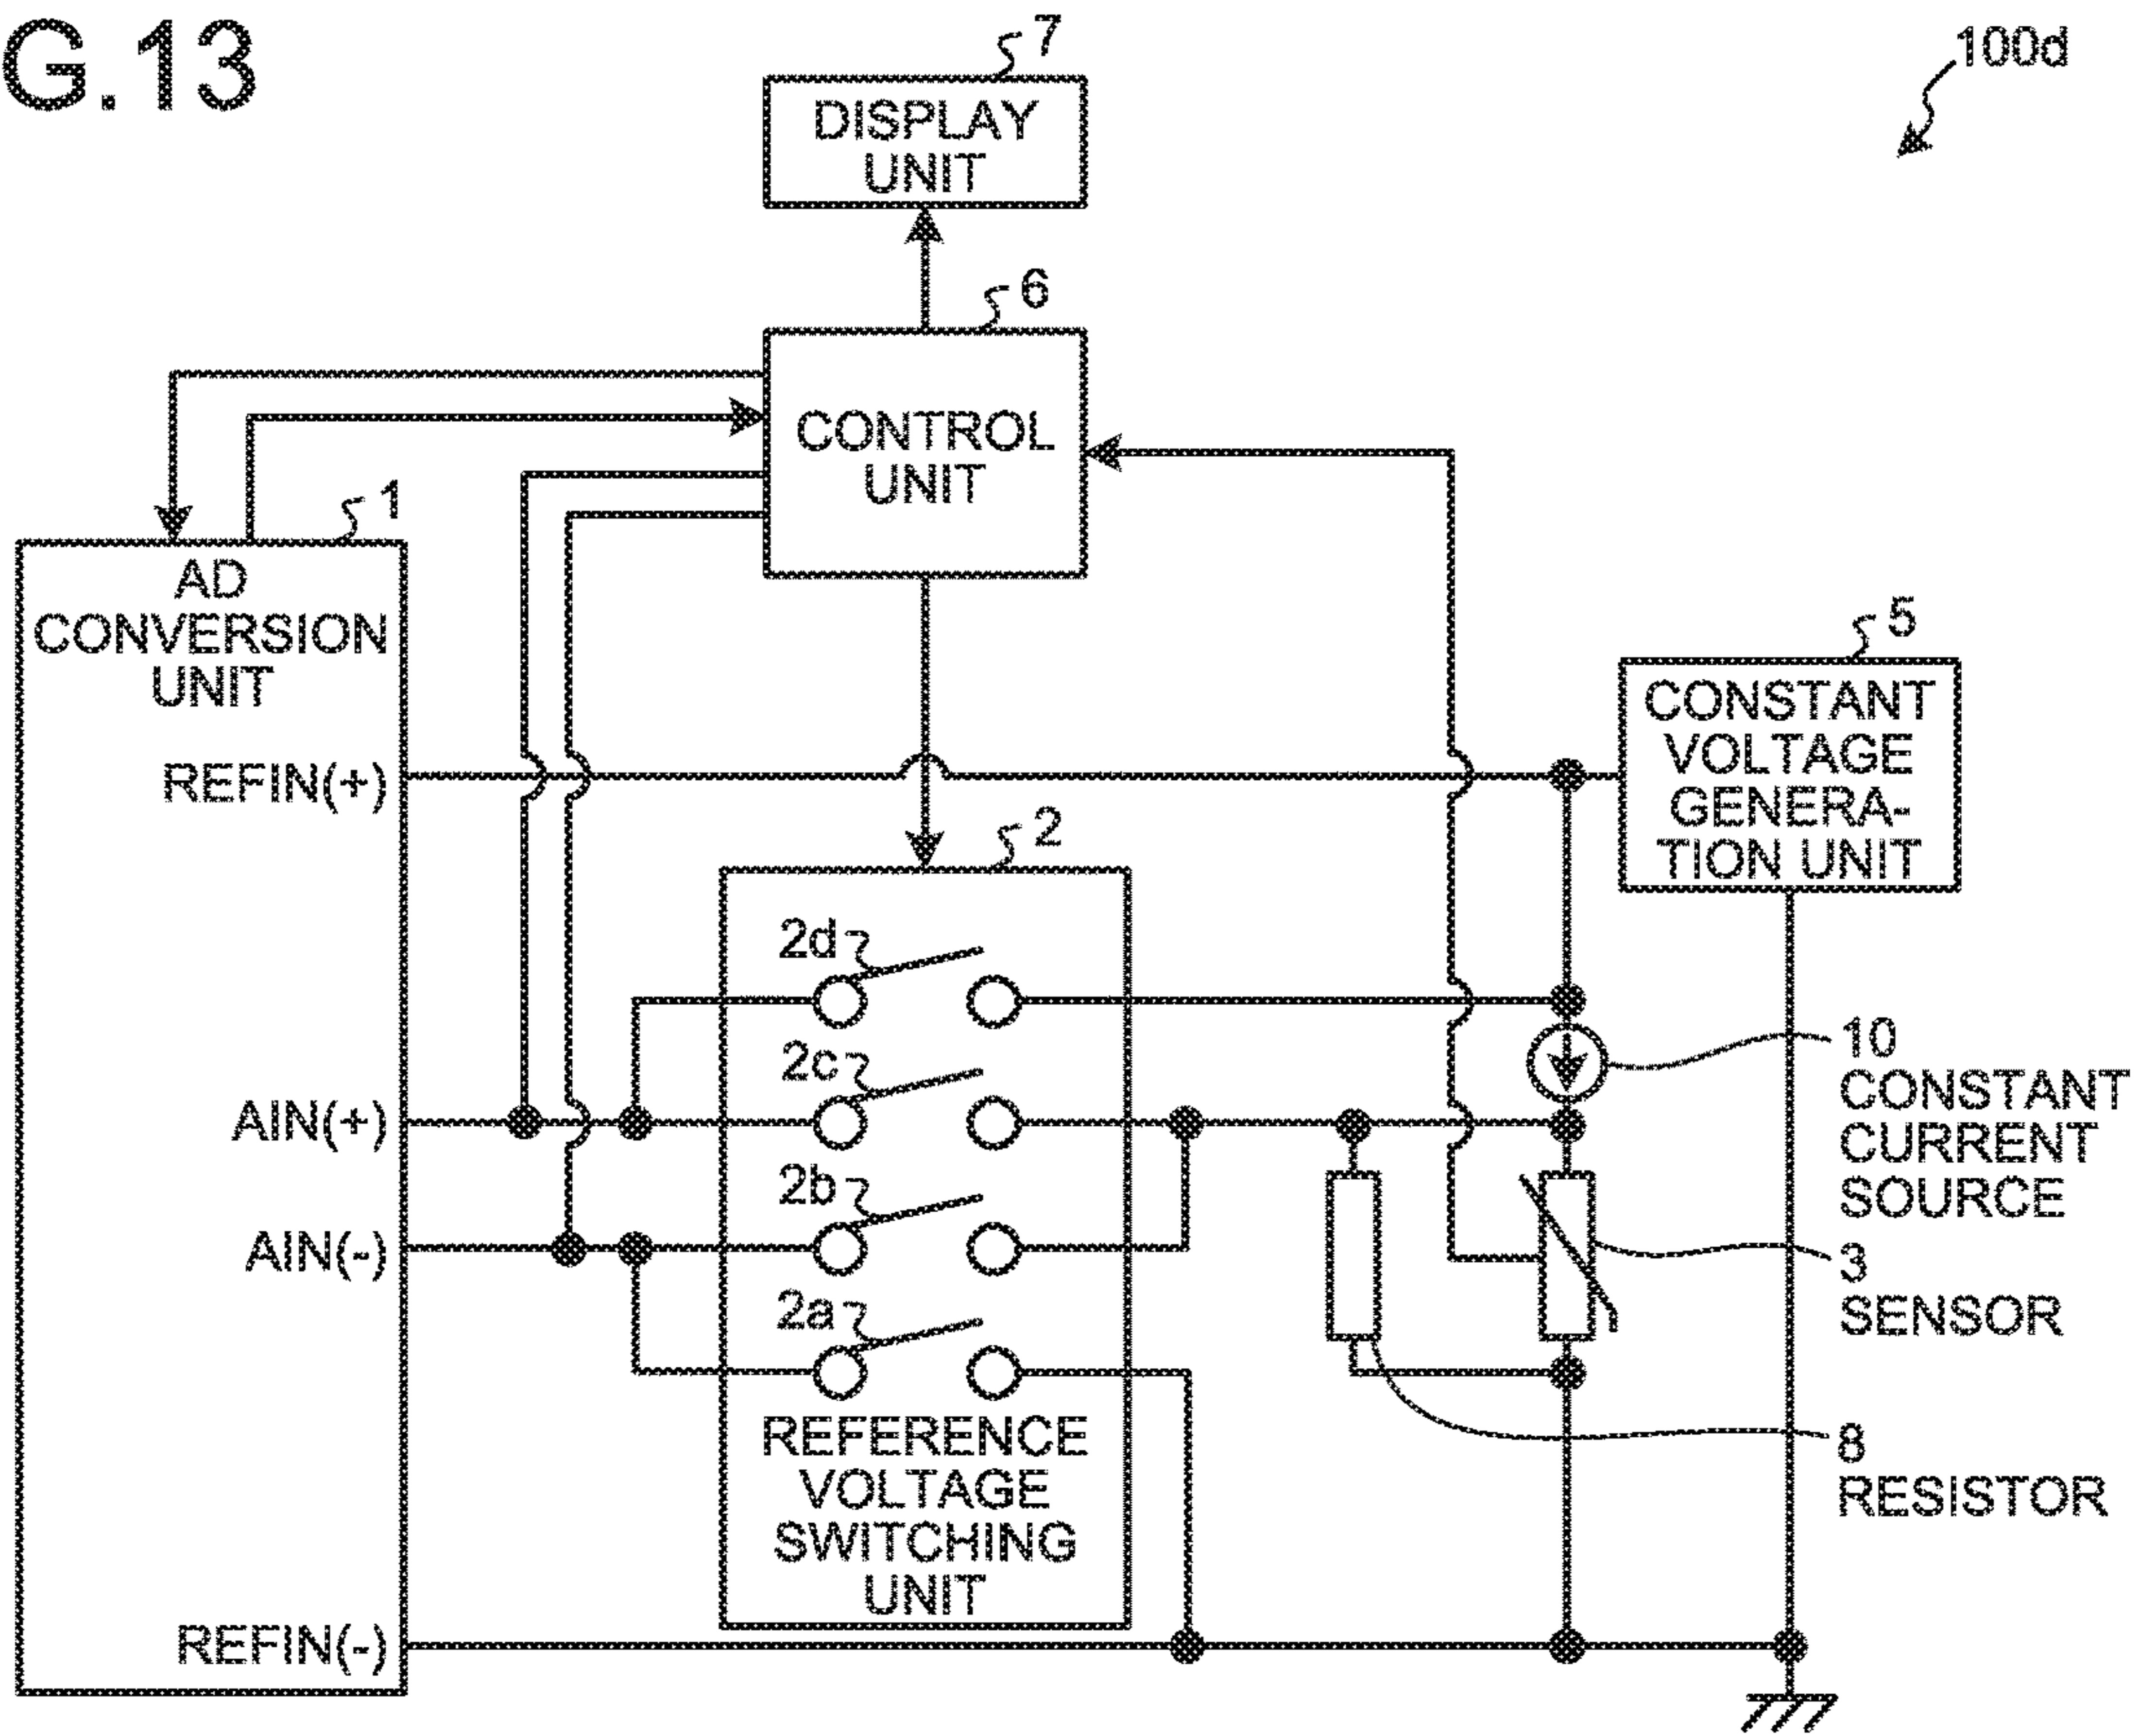 G.13
7
100d
DISPLAY
UNIT
6
CONTROL
UNIT
1
AD
CONVERSION
UNIT
5
CONSTANT
VOLTAGE
GENERA-
TION UNIT
REFIN(+)
2
2d
2c
10
CONSTANT
CURRENT
SOURCE
AIN(+)
2b
AIN(-)
3
SENSOR
2a
REFERENCE
VOLTAGE
SWITCHING
UNIT
8
RESISTOR
REFIN(-)